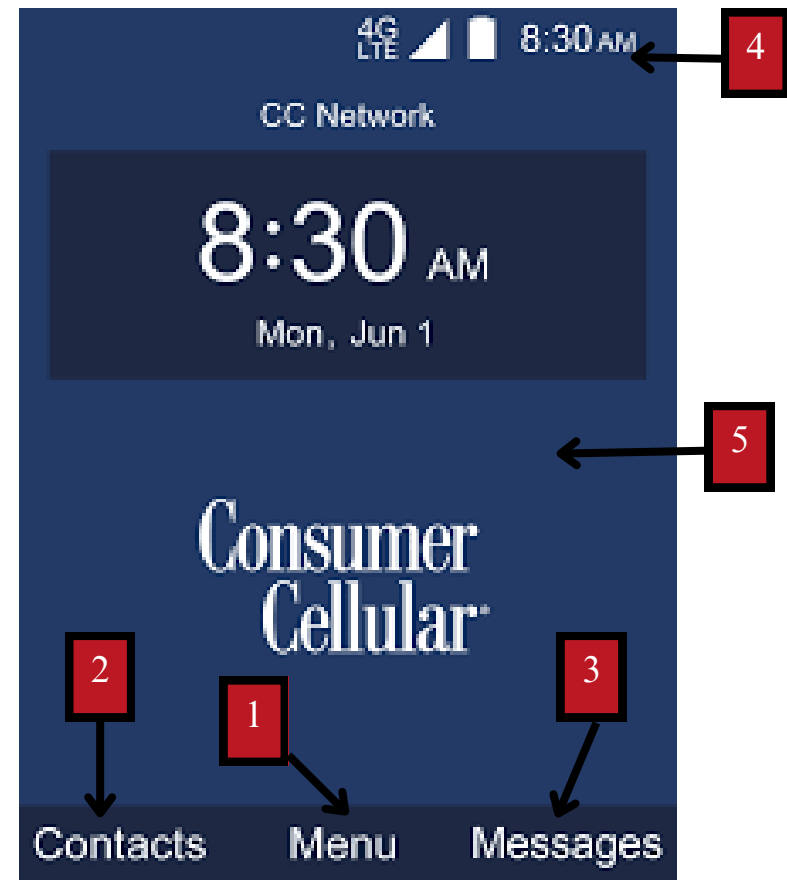 4G
LTE
8:30 AM
4
CC Network
8:30 AM
Mon, Jun 1
5
Consumer
Cellular
2
1
3
Contacts Menu Messages